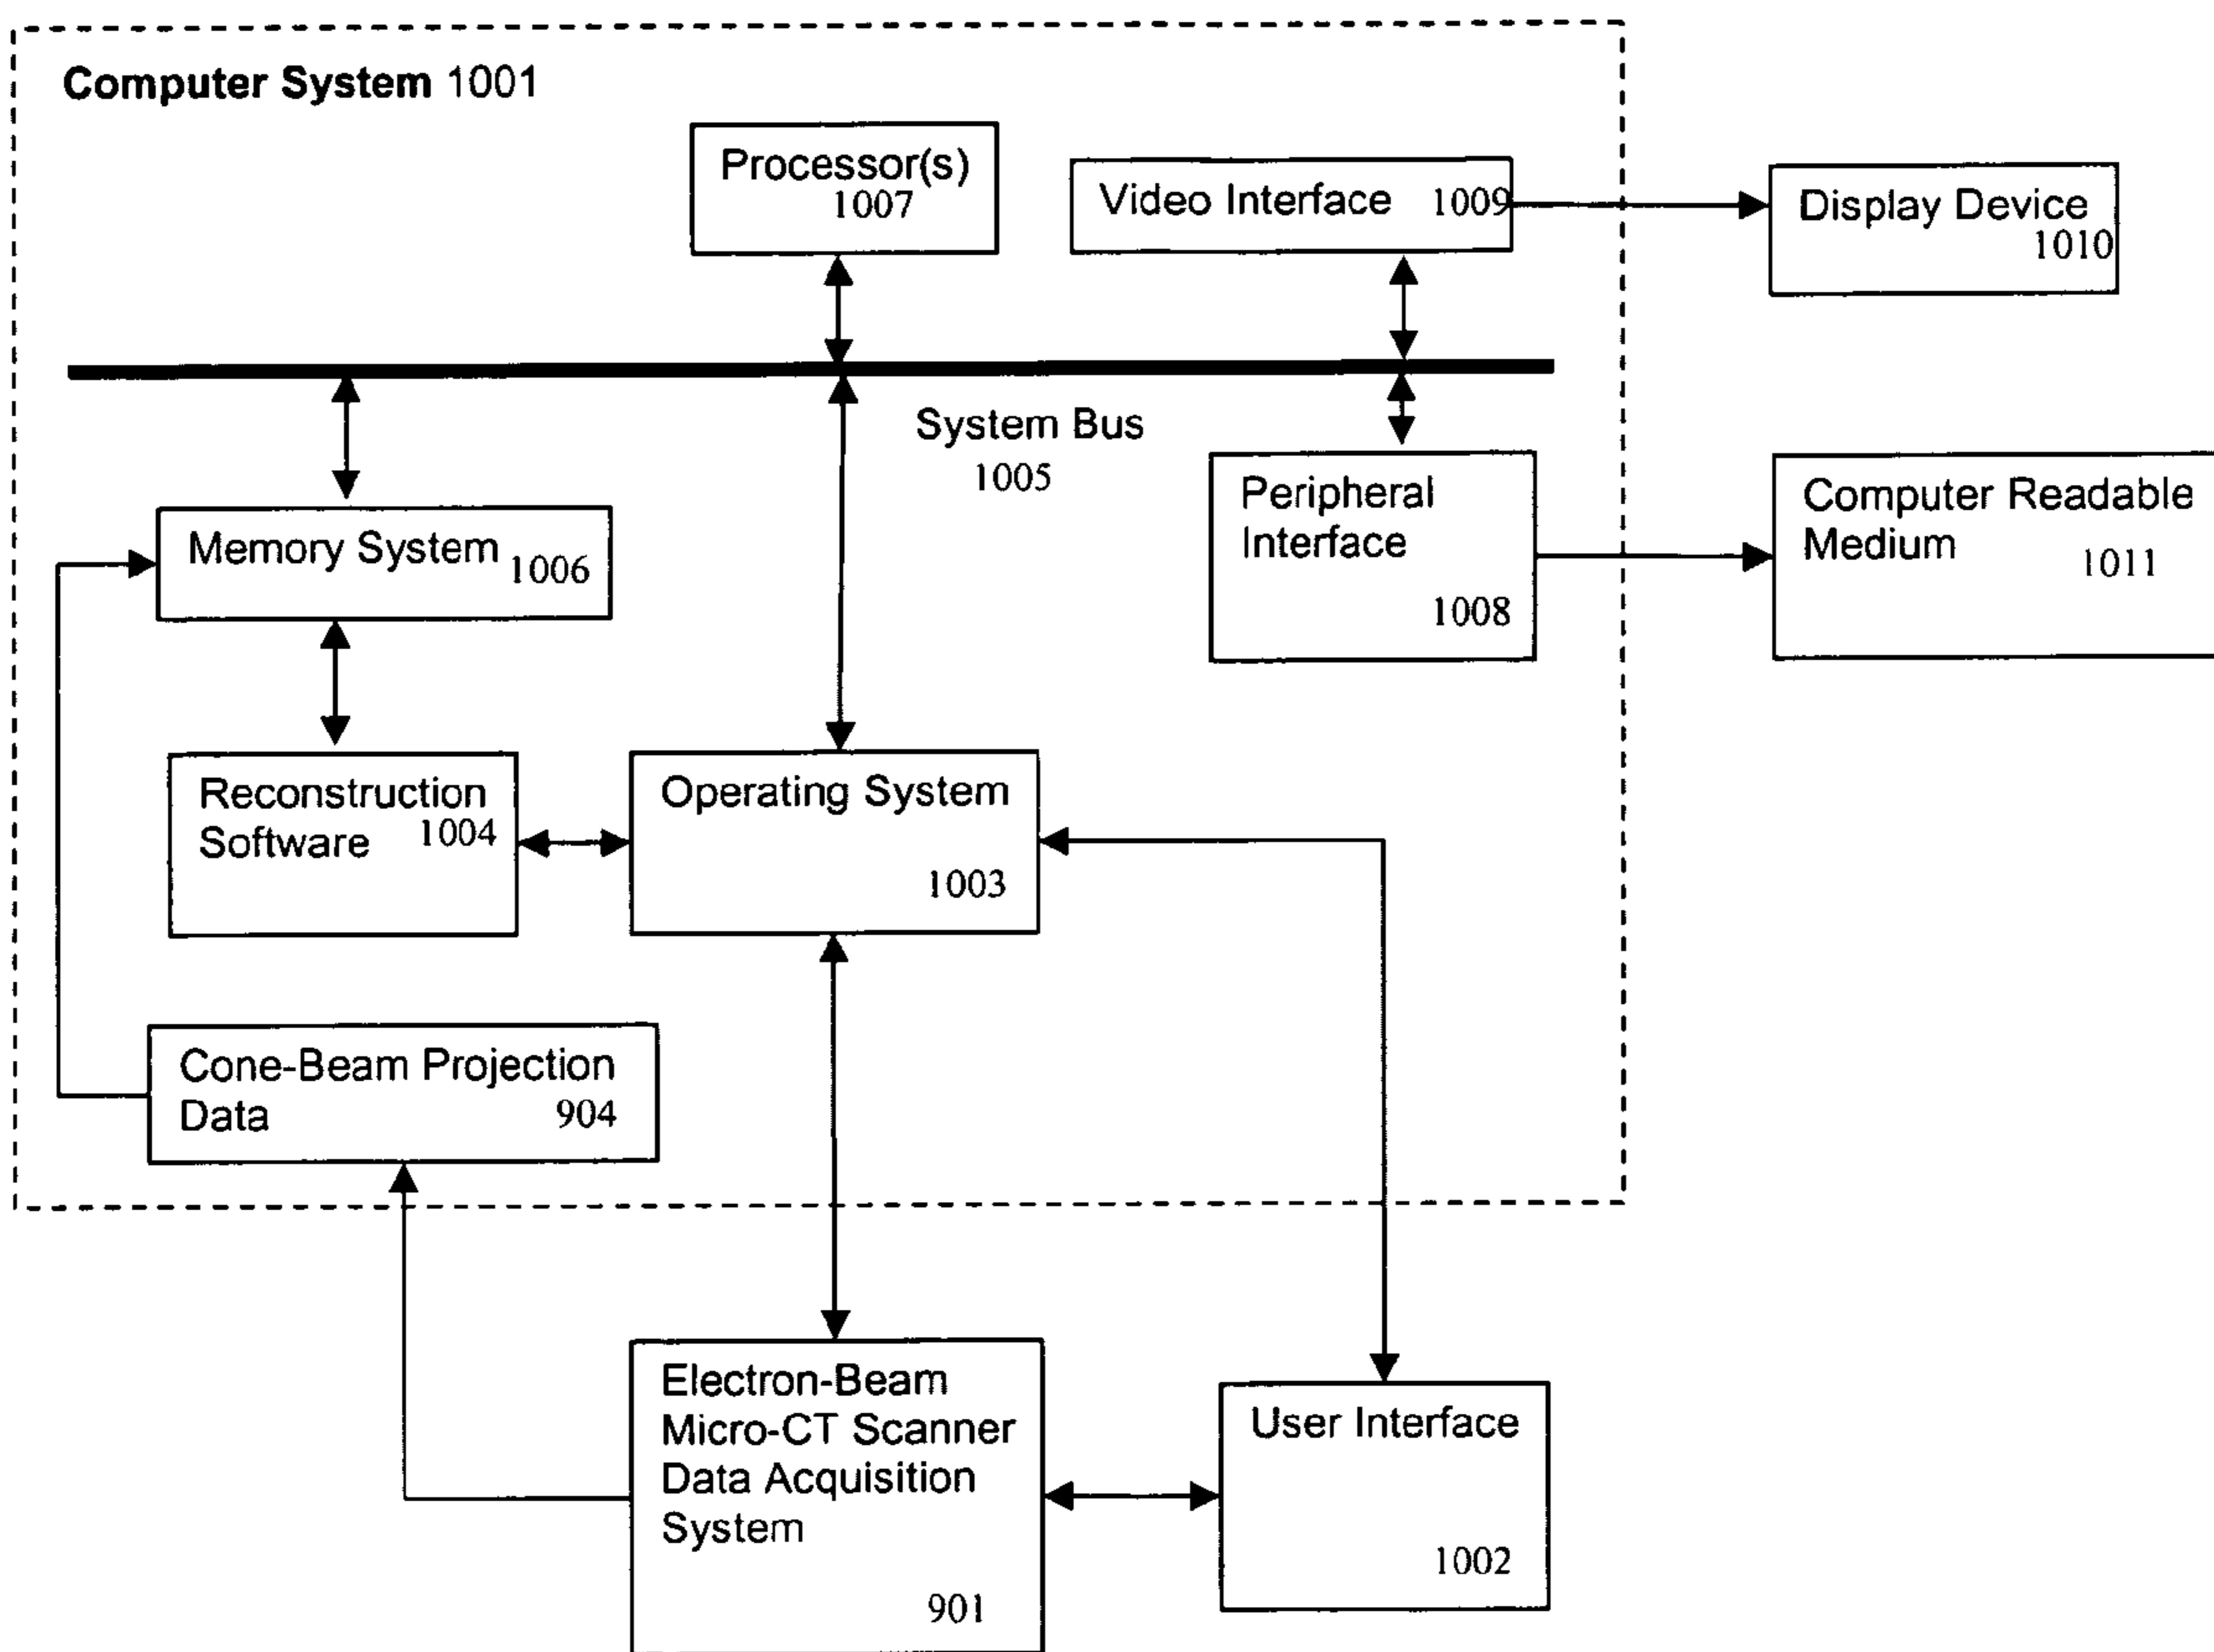 Computer System 1001
Processor(s)
1007
Video Interface 1009
Display Device
1010
System Bus
1005
Memory System 1006
Peripheral
Interface
1008
Computer Readable
Medium 1011
Reconstruction
Software 1004
Operating System
1003
Cone-Beam Projection
Data 904
Electron-Beam
Micro-CT Scanner
Data Acquisition
System
901
User Interface
1002